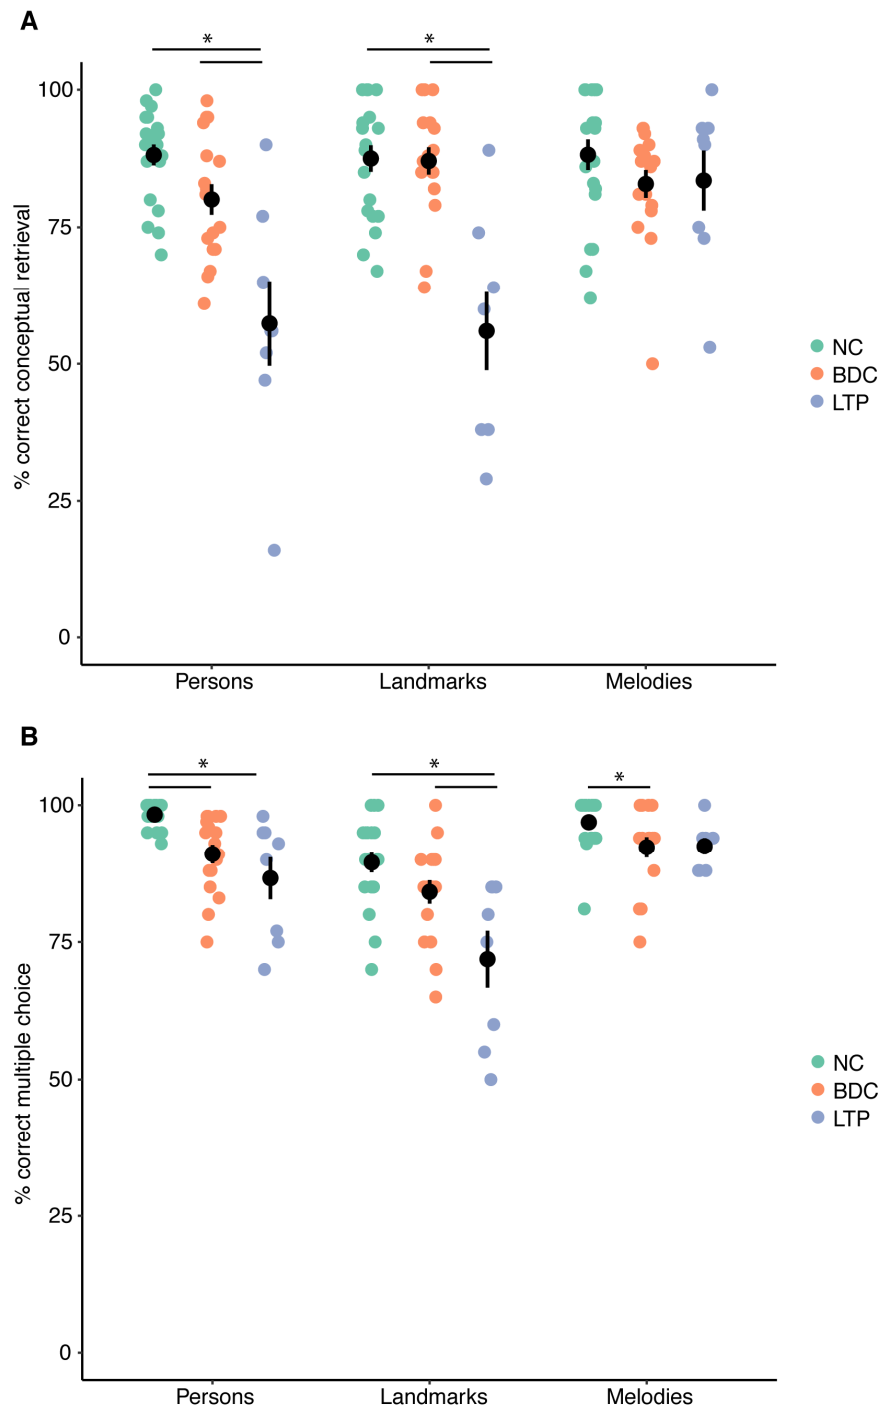 A
*
*
100
75
50
25
0
% correct conceptual retrieval
Persons
Landmarks
Melodies
NC
BDC
LTP
B
*
*
*
100
75
50
25
0
% correct multiple choice
Persons
Landmarks
Melodies
NC
BDC
LTP